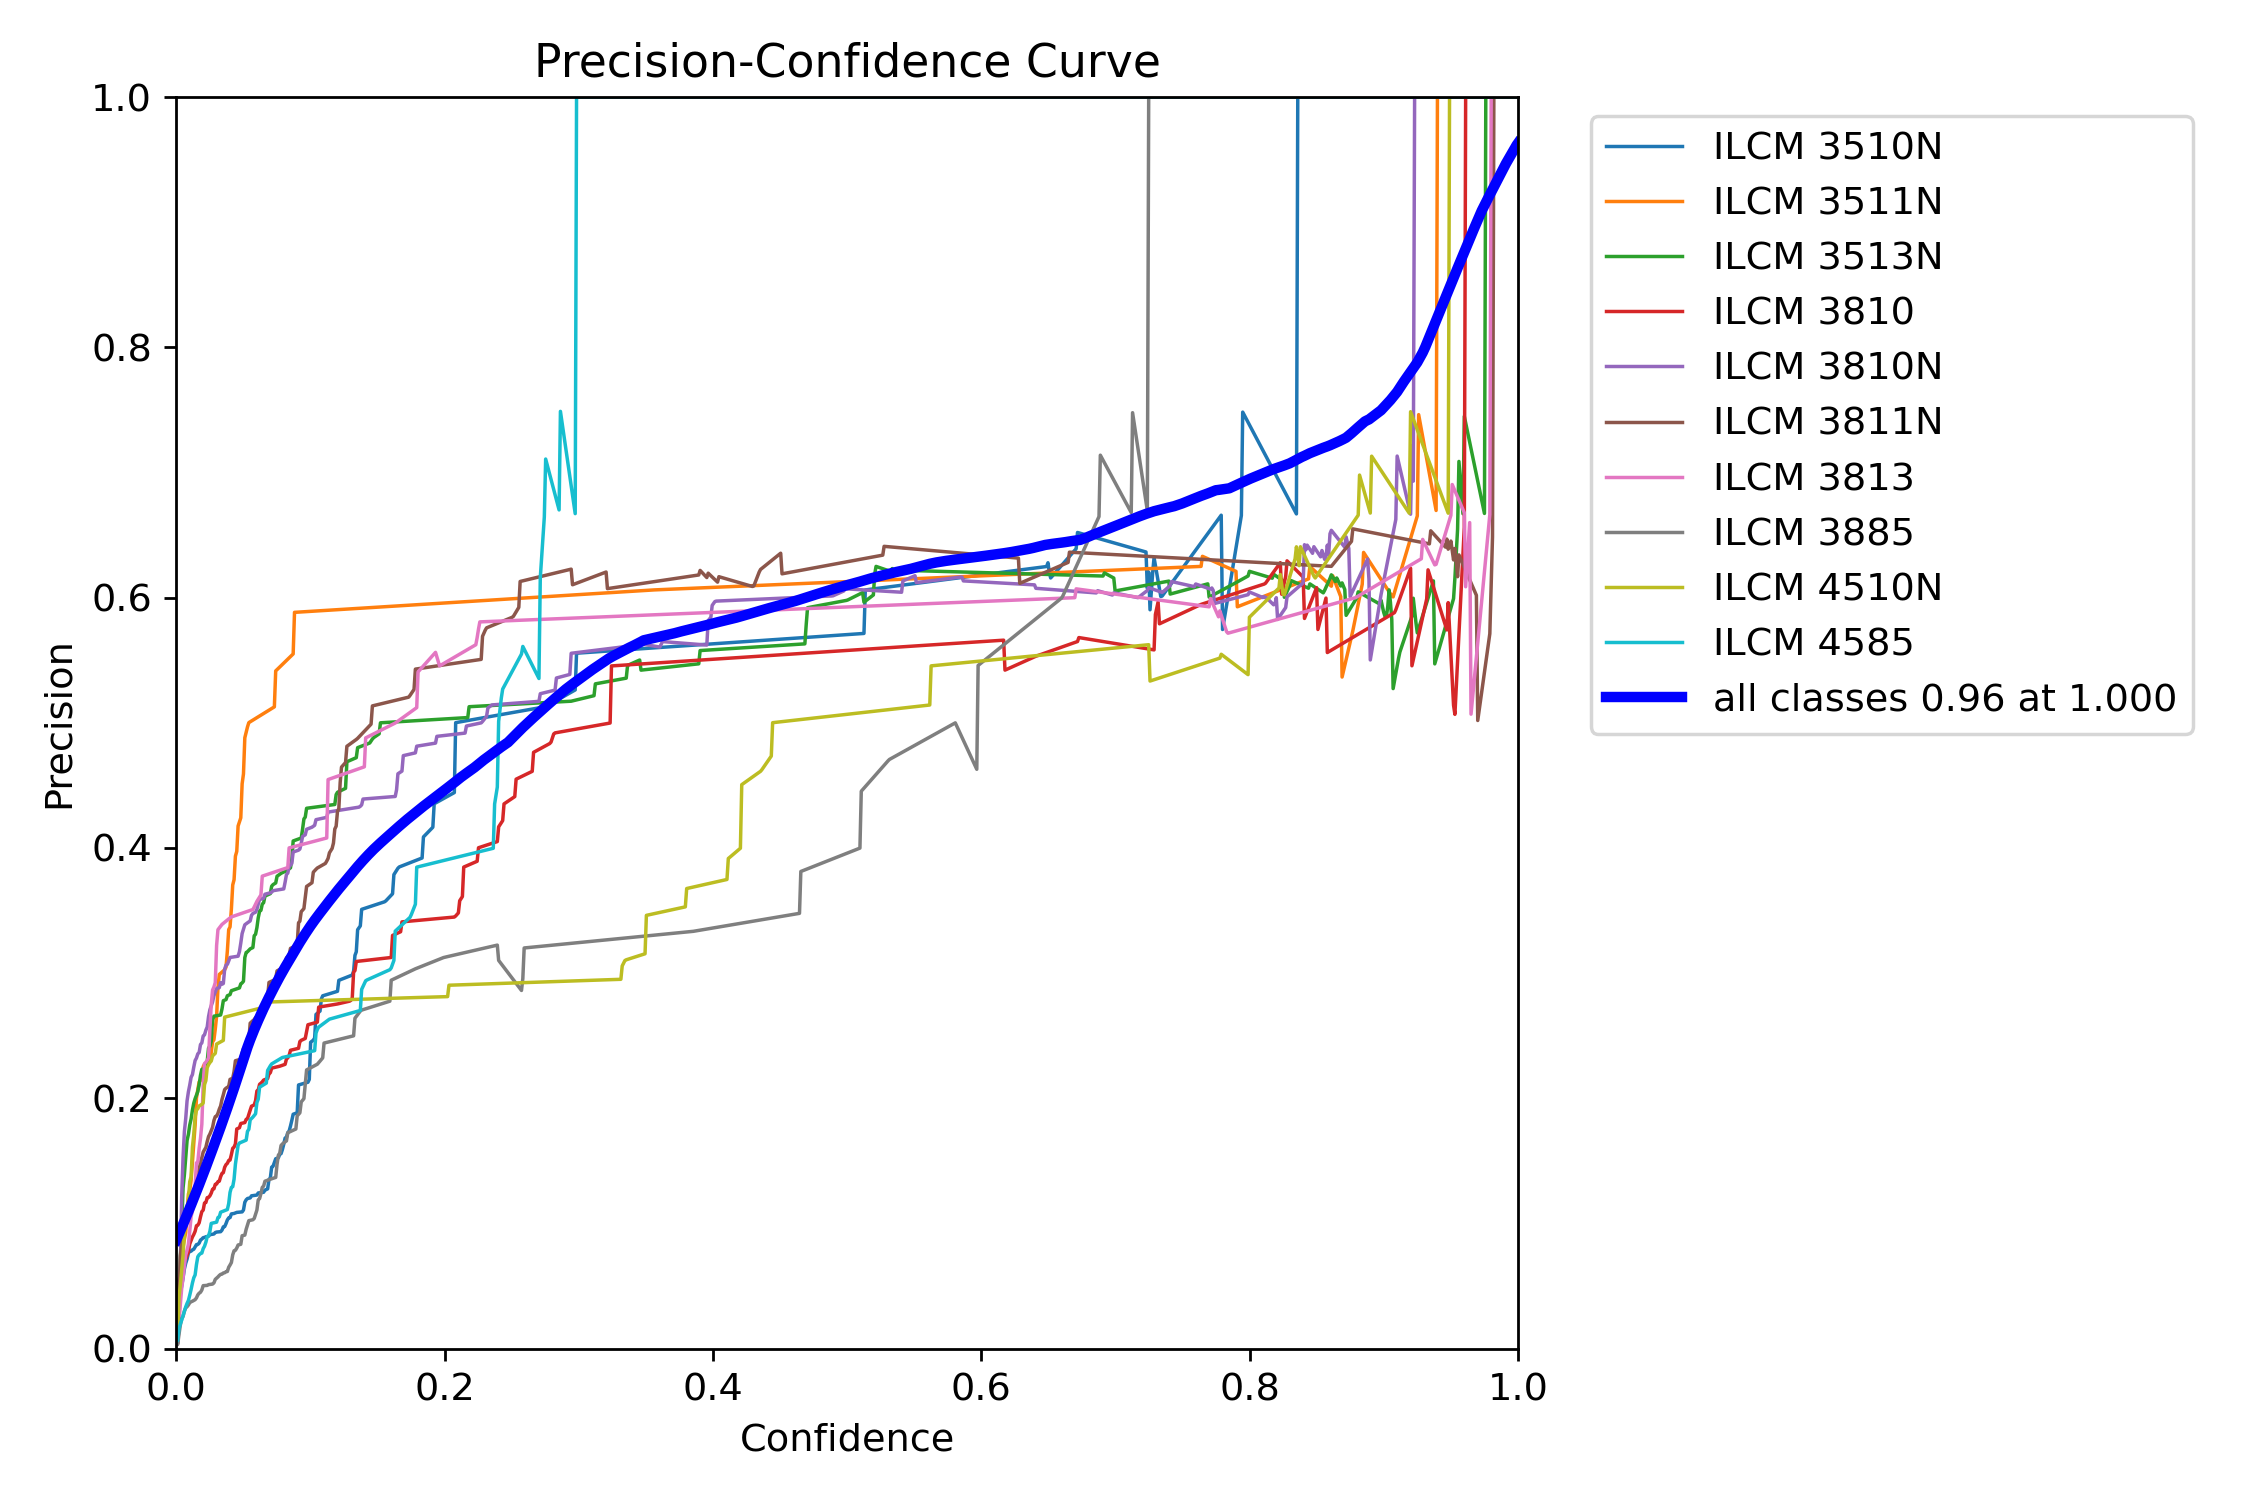 Precision-Confidence Curve
1.0
0.8
0.6
0.4
0.2
0.0
Precision
0.0 0.2 0.4 0.6 0.8 1.0
Confidence
ILCM 3510N
ILCM 3511N
ILCM 3513N
ILCM 3810
ILCM 3810N
ILCM 3811N
ILCM 3813
ILCM 3885
ILCM 4510N
ILCM 4585
all classes 0.96 at 1.000